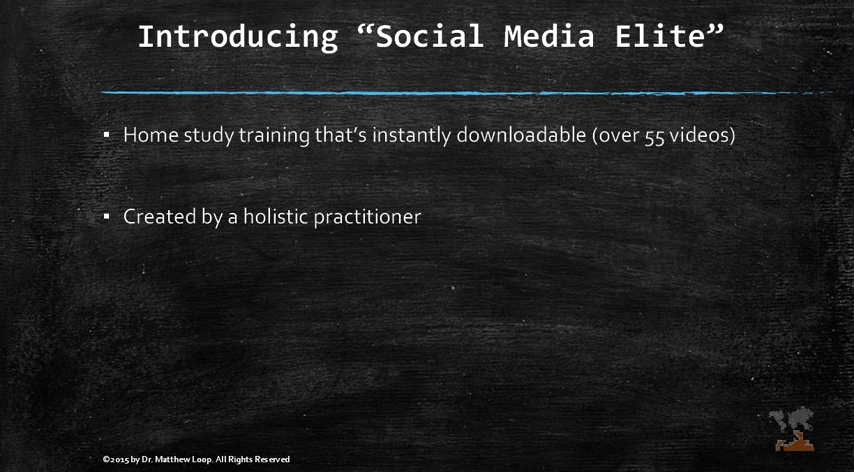 Introducing “Social Media Elite”
▪ Home study training that’s instantly downloadable (over 55 videos)
▪ Created by a holistic practitioner
©2015 by Dr. Matthew Loop. All Rights Reserved